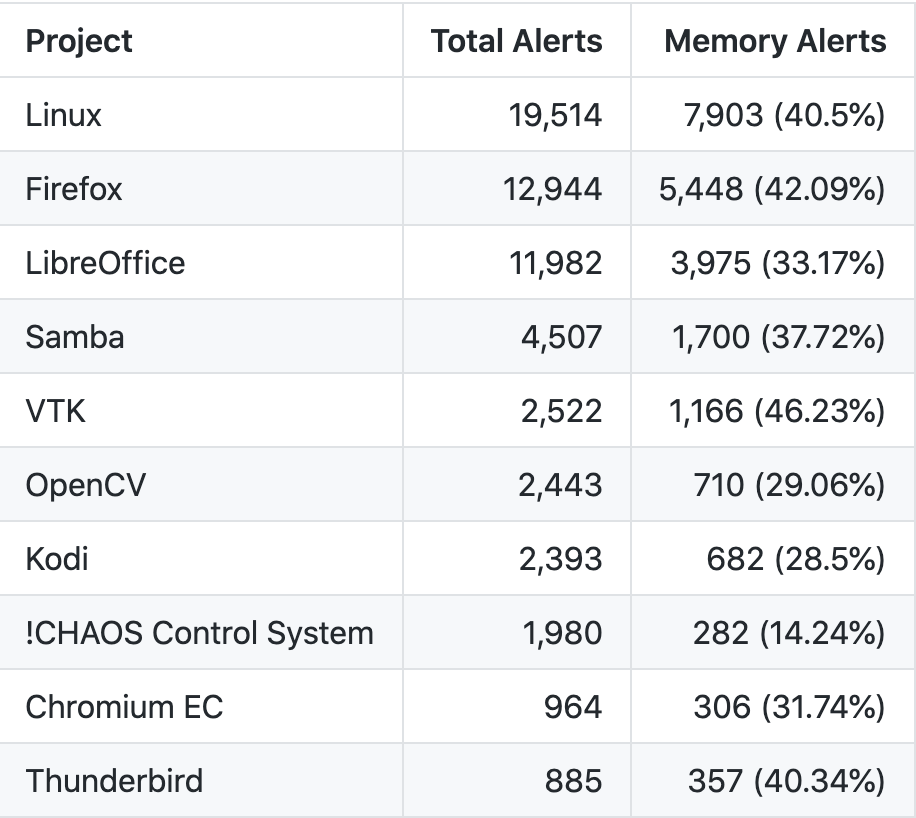 Project Total Alerts Memory Alerts
Linux 19,514 7,903 (40.5%)
Firefox 12,944 5,448 (42.09%)
LibreOffice 11,982 3,975 (33.17%)
Samba 4,507 1,700 (37.72%)
VTK 2,522 1,166 (46.23%)
OpenCV 2,443 710 (29.06%)
Kodi 2,393 682 (28.5%)
!CHAOS Control System 1,980 282 (14.24%)
Chromium EC 964 306 (31.74%)
Thunderbird 885 357 (40.34%)